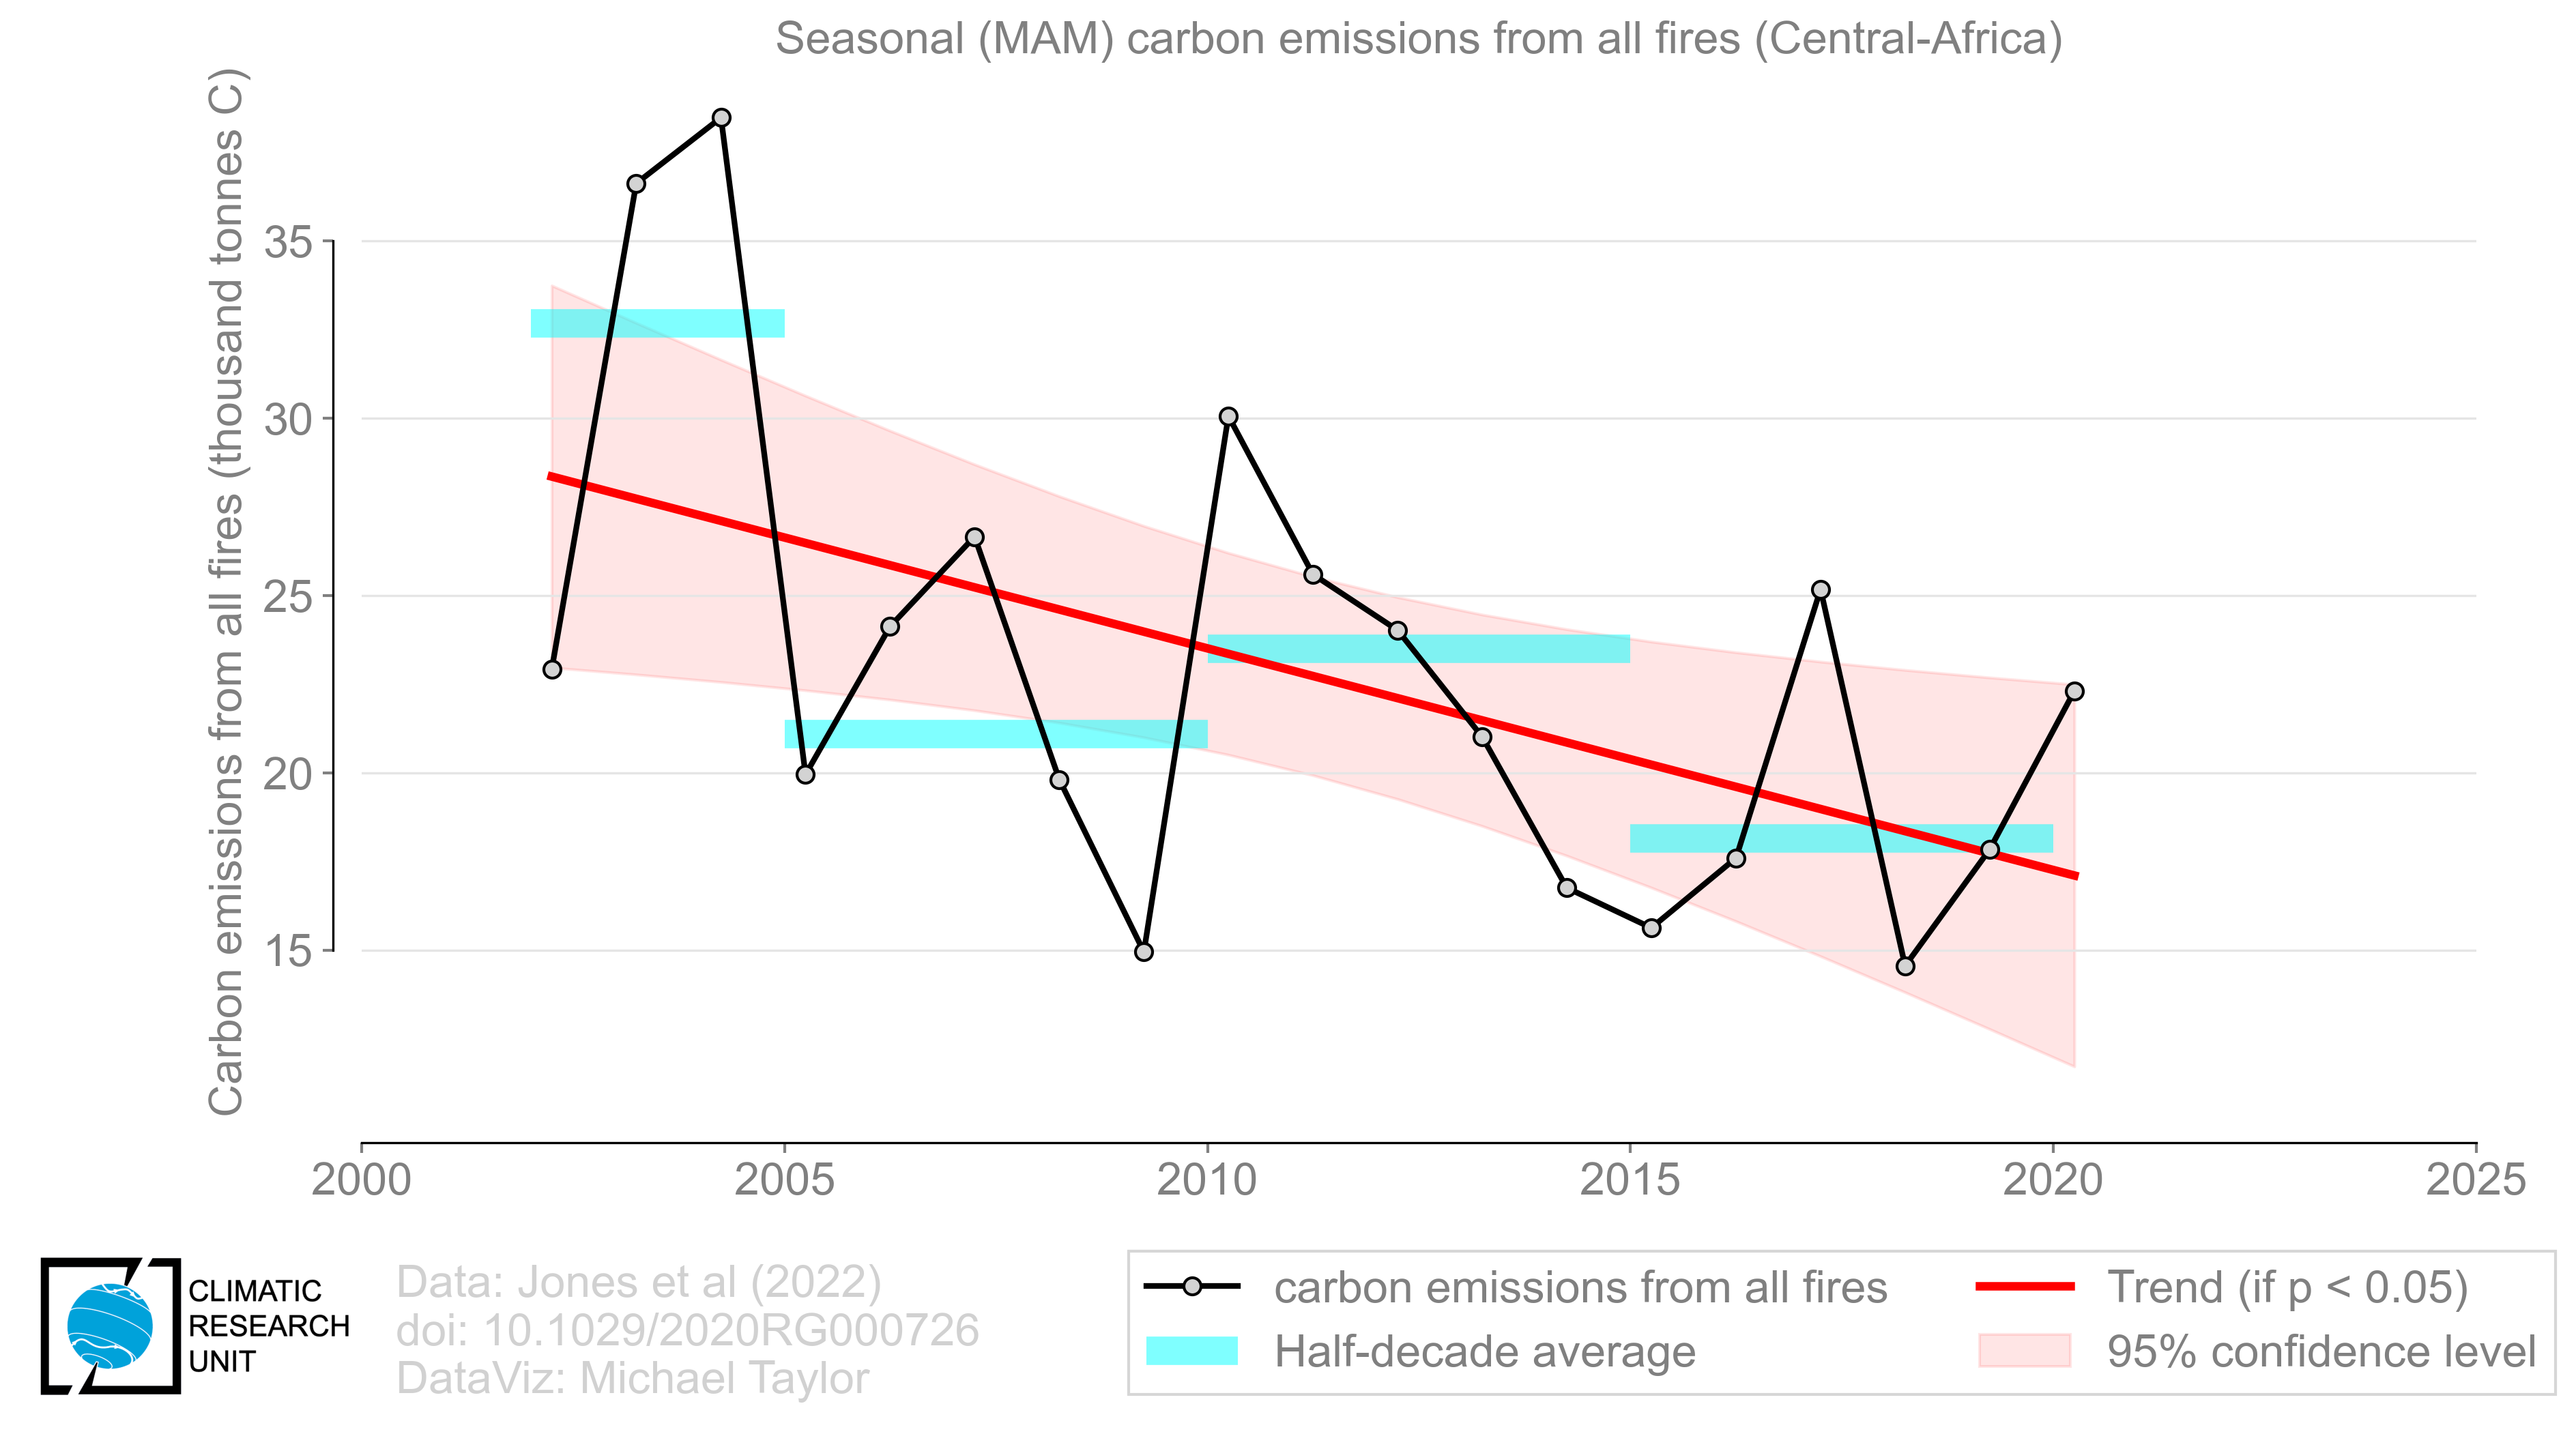 Seasonal (MAM) carbon emissions from all fires (Central-Africa)
Carbon emissions from all fires (thousand tonnes C)
35
30
25
20
15
2000
2005
2010
2015
2020
2025
CLIMATIC
RESEARCH
UNIT
Data: Jones et al (2022)
doi: 10.1029/2020RG000726
DataViz: Michael Taylor
carbon emissions from all fires
Half-decade average
Trend (if p < 0.05)
95% confidence level